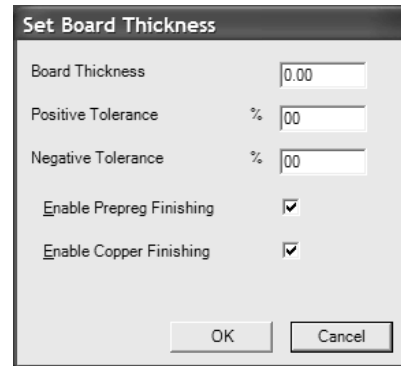 Set Board Thickness
Board Thickness 0.00
Positive Tolerance % 00
Negative Tolerance % 00
Enable Prepreg Finishing
Enable Copper Finishing
OK Cancel